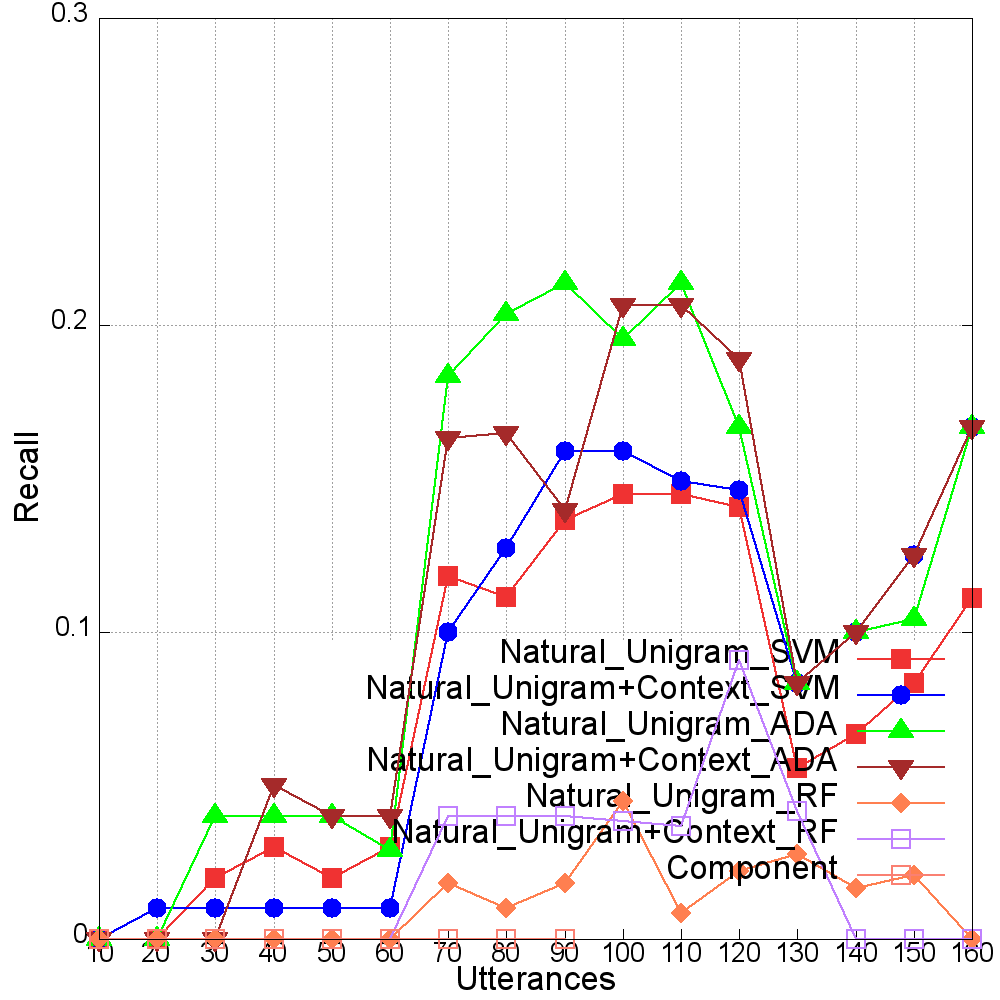 0.3
0.2
0.1
0
Recall
Natural_Unigram_SVM
Natural_Unigram+Context_SVM
Natural_Unigram_ADA
Natural_Unigram+Context_ADA
Natural_Unigram_RF
Natural_Unigram+Context_RF
Component
10 20 30 40 50 60 70 80 90 100 110 120 130 140 150 160
Utterances